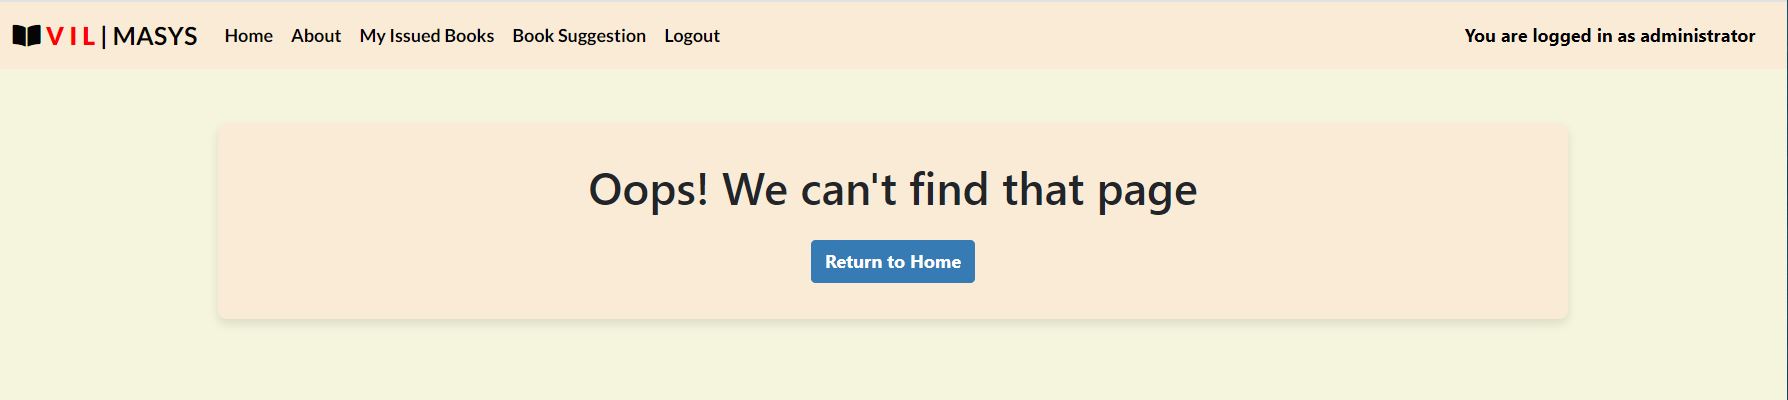 VIL | MASYS Home About My Issued Books Book Suggestion Logout You are logged in as administrator
Oops! We can't find that page
Return to Home